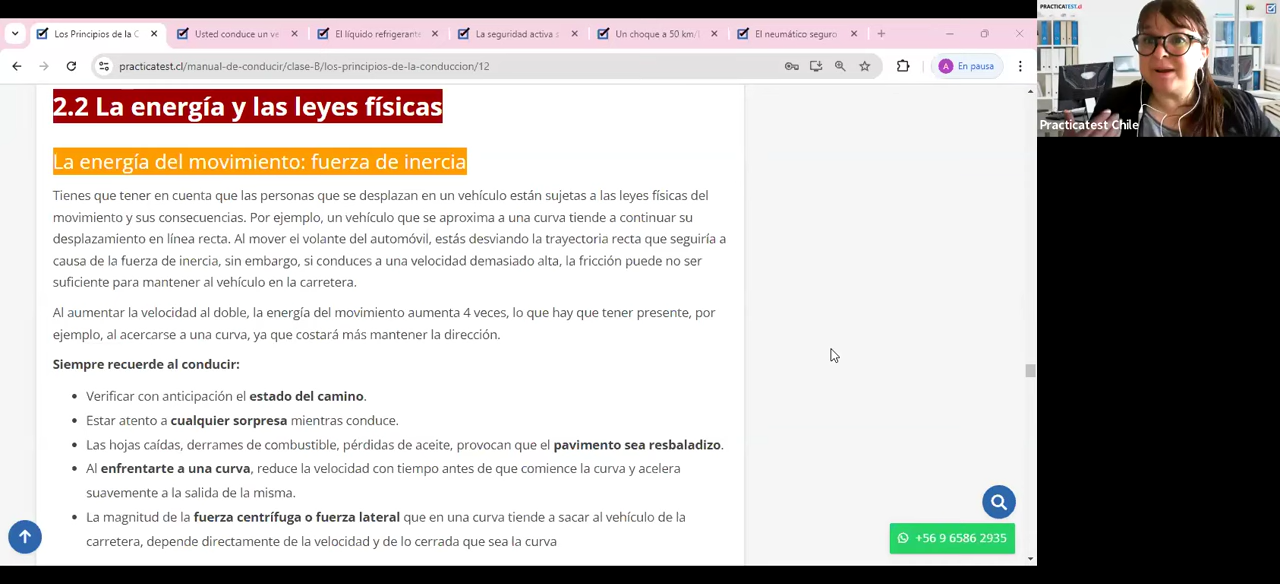 Los Principios de la C
Usted conduce un ve
El líquido refrigerante
La seguridad activa s
Un choque a 50 km/
El neumático seguro
practicatest.cl/manual-de-conducir/clase-B/los-principios-de-la-conduccion/12
A
En pausa
PRACTICATEST.cl
Practicatest Chile
2.2 La energía y las leyes físicas
La energía del movimiento: fuerza de inercia
Tienes que tener en cuenta que las personas que se desplazan en un vehículo están sujetas a las leyes físicas del
movimiento y sus consecuencias. Por ejemplo, un vehículo que se aproxima a una curva tiende a continuar su
desplazamiento en línea recta. Al mover el volante del automóvil, estás desviando la trayectoria recta que seguiría a
causa de la fuerza de inercia, sin embargo, si conduces a una velocidad demasiado alta, la fricción puede no ser
suficiente para mantener al vehículo en la carretera.
Al aumentar la velocidad al doble, la energía del movimiento aumenta 4 veces, lo que hay que tener presente, por
ejemplo, al acercarse a una curva, ya que costará más mantener la dirección.
Siempre recuerde al conducir:
• Verificar con anticipación el estado del camino.
• Estar atento a cualquier sorpresa mientras conduce.
• Las hojas caídas, derrames de combustible, pérdidas de aceite, provocan que el pavimento sea resbaladizo.
• Al enfrentarte a una curva, reduce la velocidad con tiempo antes de que comience la curva y acelera
suavemente a la salida de la misma.
• La magnitud de la fuerza centrífuga o fuerza lateral que en una curva tiende a sacar al vehículo de la
carretera, depende directamente de la velocidad y de lo cerrada que sea la curva
+56 9 6586 2935